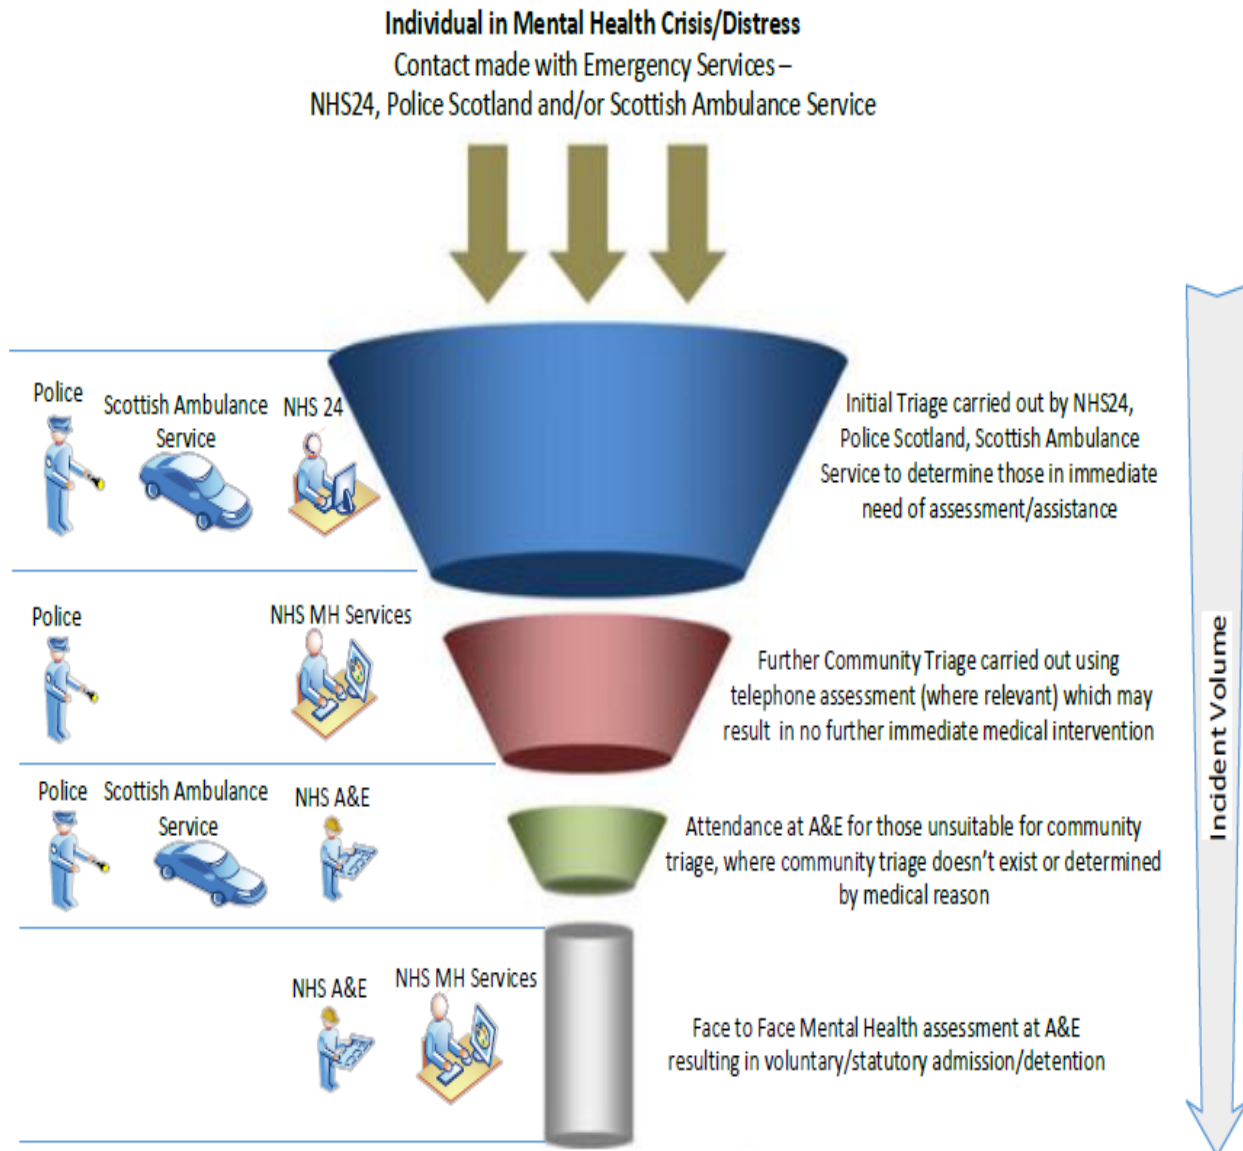 Individual in Mental Health Crisis/Distress
Contact made with Emergency Services –
NHS24, Police Scotland and/or Scottish Ambulance Service
Police
Scottish Ambulance
Service
NHS 24
Initial Triage carried out by NHS24,
Police Scotland, Scottish Ambulance
Service to determine those in immediate
need of assessment/assistance
Police
NHS MH Services
Further Community Triage carried out using
telephone assessment (where relevant) which may
result in no further immediate medical intervention
Police
Scottish Ambulance
Service
NHS A&E
Attendance at A&E for those unsuitable for community
triage, where community triage doesn't exist or determined
by medical reason
NHS A&E
NHS MH Services
Face to Face Mental Health assessment at A&E
resulting in voluntary/statutory admission/detention
Incident Volume